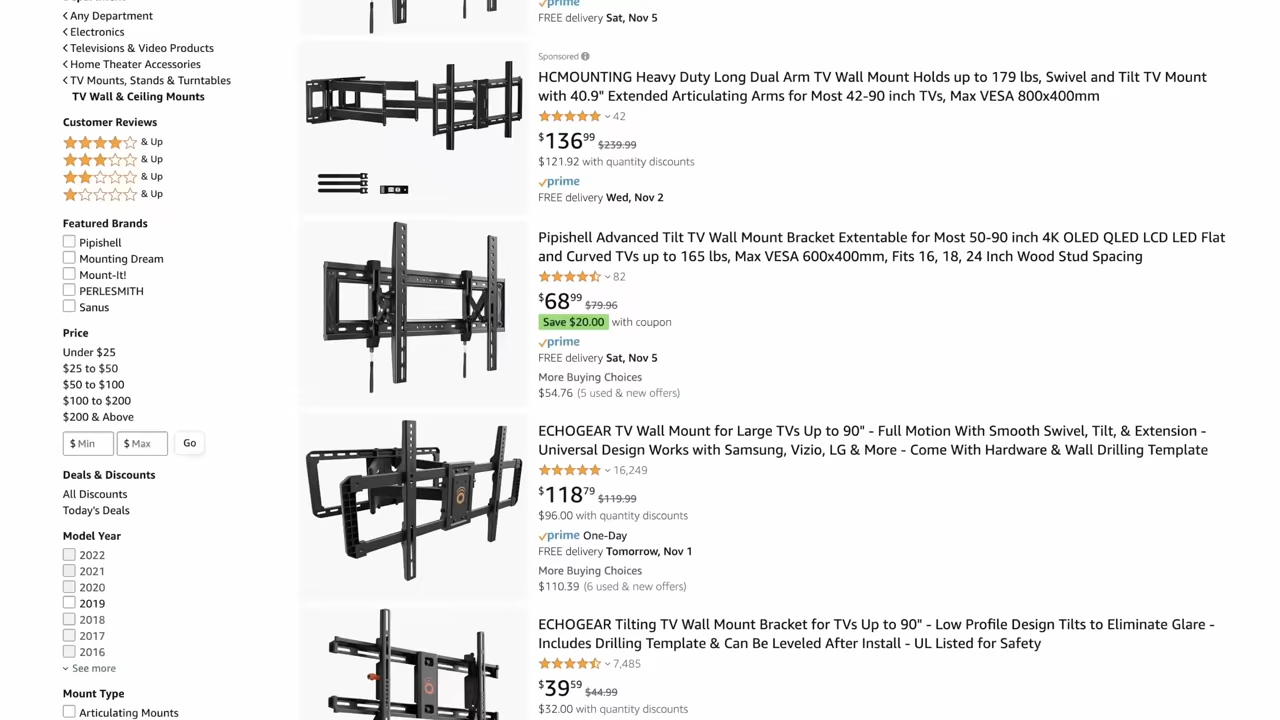 Any Department
Electronics
Televisions & Video Products
Home Theater Accessories
TV Mounts, Stands & Turntables
TV Wall & Ceiling Mounts
Customer Reviews
& Up
& Up
& Up
& Up
Featured Brands
Pipishell
Mounting Dream
Mount-It!
PERLESMITH
Sanus
Price
Under $25
$25 to $50
$50 to $100
$100 to $200
$200 & Above
$ Min $ Max Go
Deals & Discounts
All Discounts
Today's Deals
Model Year
2022
2021
2020
2019
2018
2017
2016
See more
Mount Type
Articulating Mounts
prime
FREE delivery Sat, Nov 5
Sponsored
HCMOUNTING Heavy Duty Long Dual Arm TV Wall Mount Holds up to 179 lbs, Swivel and Tilt TV Mount
with 40.9" Extended Articulating Arms for Most 42-90 inch TVs, Max VESA 800x400mm
42
$136.99 $239.99
$121.92 with quantity discounts
prime
FREE delivery Wed, Nov 2
Pipishell Advanced Tilt TV Wall Mount Bracket Extentable for Most 50-90 inch 4K OLED QLED LCD LED Flat
and Curved TVs up to 165 lbs, Max VESA 600x400mm, Fits 16, 18, 24 Inch Wood Stud Spacing
82
$68.99 $79.96
Save $20.00 with coupon
prime
FREE delivery Sat, Nov 5
More Buying Choices
$54.76 (5 used & new offers)
ECHOGEAR TV Wall Mount for Large TVs Up to 90" - Full Motion With Smooth Swivel, Tilt, & Extension -
Universal Design Works with Samsung, Vizio, LG & More - Come With Hardware & Wall Drilling Template
16,249
$118.79 $119.99
$96.00 with quantity discounts
prime One-Day
FREE delivery Tomorrow, Nov 1
More Buying Choices
$110.39 (6 used & new offers)
ECHOGEAR Tilting TV Wall Mount Bracket for TVs Up to 90" - Low Profile Design Tilts to Eliminate Glare -
Includes Drilling Template & Can Be Leveled After Install - UL Listed for Safety
7,485
$39.59 $44.99
$32.00 with quantity discounts